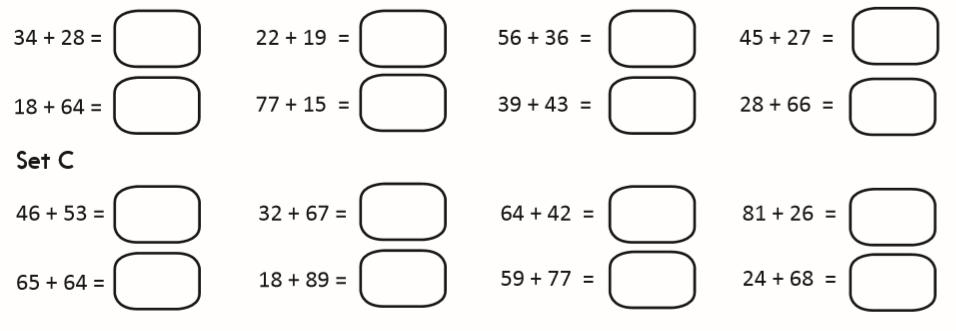 34 + 28 = 22 + 19 = 56 + 36 = 45 + 27 =
18 + 64 = 77 + 15 = 39 + 43 = 28 + 66 =
Set C
46 + 53 = 32 + 67 = 64 + 42 = 81 + 26 =
65 + 64 = 18 + 89 = 59 + 77 = 24 + 68 =